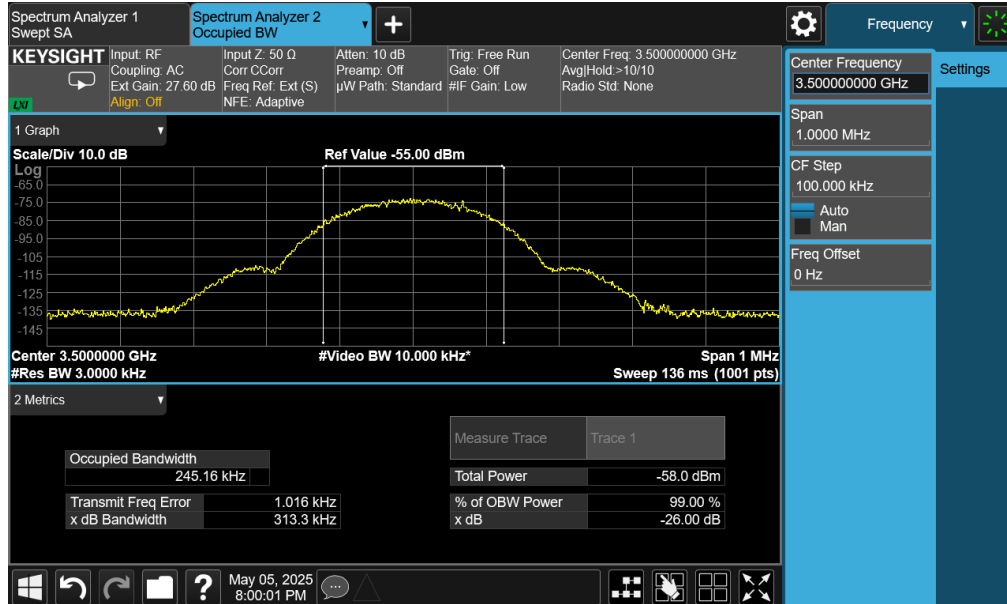 Spectrum Analyzer 1
Swept SA
Spectrum Analyzer 2
Occupied BW
Frequency
KEYSIGHT
LXI
Input: RF
Coupling: AC
Ext Gain: 27.60 dB
Align: Off
Input Z: 50 Ω
Corr CCorr
Freq Ref: Ext (S)
NFE: Adaptive
Atten: 10 dB
Preamp: Off
µW Path: Standard
Trig: Free Run
Gate: Off
#IF Gain: Low
Center Freq: 3.500000000 GHz
Avg|Hold:>10/10
Radio Std: None
Center Frequency
3.500000000 GHz
Settings
Span
1.0000 MHz
CF Step
100.000 kHz
Auto
Man
Freq Offset
0 Hz
1 Graph
Scale/Div 10.0 dB
Ref Value -55.00 dBm
Log
-65.0
-75.0
-85.0
-95.0
-105
-115
-125
-135
-145
Center 3.5000000 GHz
#Video BW 10.000 kHz*
Span 1 MHz
#Res BW 3.0000 kHz
Sweep 136 ms (1001 pts)
2 Metrics
Measure Trace
Trace 1
Occupied Bandwidth
245.16 kHz
Total Power
-58.0 dBm
Transmit Freq Error
1.016 kHz
% of OBW Power
99.00 %
x dB Bandwidth
313.3 kHz
x dB
-26.00 dB
?
May 05, 2025
8:00:01 PM